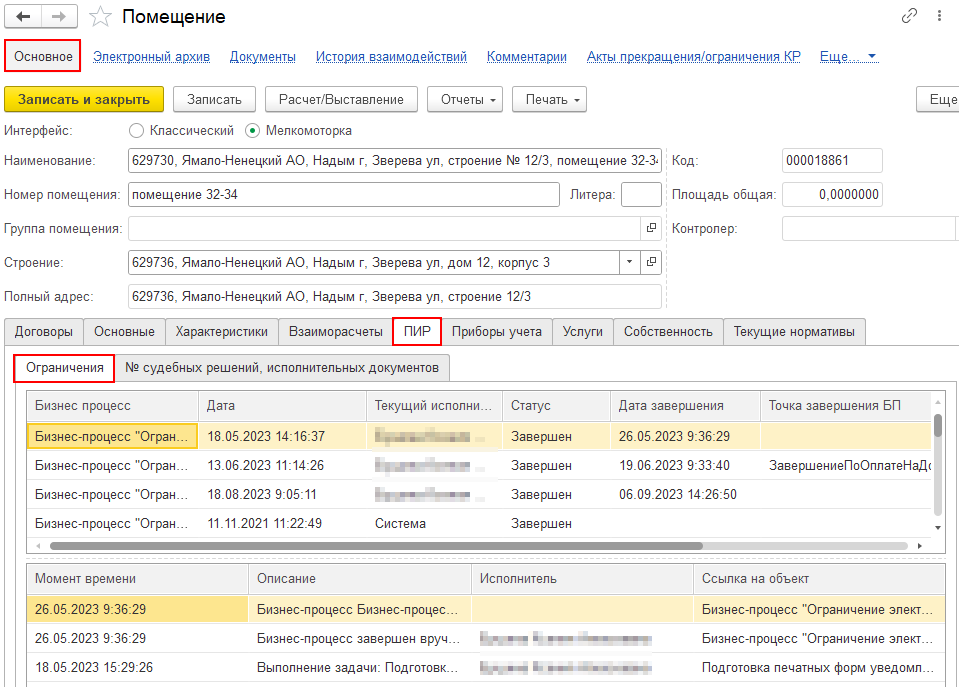 Помещение
Основное Электронный архив Документы История взаимодействий Комментарии Акты прекращения/ограничения КР Еще...
Записать и закрыть Записать Расчет/Выставление Отчеты Печать Еще
Интерфейс: Классический Мелкомоторка
Наименование: 629730, Ямало-Ненецкий АО, Надым г, Зверева ул, строение № 12/3, помещение 32-34 Код: 000018861
Номер помещения: помещение 32-34 Литера: Площадь общая: 0,0000000
Группа помещения: Контролер:
Строение: 629736, Ямало-Ненецкий АО, Надым г, Зверева ул, дом 12, корпус 3
Полный адрес: 629736, Ямало-Ненецкий АО, Надым г, Зверева ул, строение 12/3
Договоры Основные Характеристики Взаиморасчеты ПИР Приборы учета Услуги Собственность Текущие нормативы
Ограничения № судебных решений, исполнительных документов
Бизнес процесс Дата Текущий исполни... Статус Дата завершения Точка завершения БП
Бизнес-процесс "Огран... 18.05.2023 14:16:37 Завершен 26.05.2023 9:36:29
Бизнес-процесс "Огран... 13.06.2023 11:14:26 Завершен 19.06.2023 9:33:40 ЗавершениеПоОплатеНаДо
Бизнес-процесс "Огран... 18.08.2023 9:05:11 Завершен 06.09.2023 14:26:50
Бизнес-процесс "Огран... 11.11.2021 11:22:49 Система Завершен
Момент времени Описание Исполнитель Ссылка на объект
26.05.2023 9:36:29 Бизнес-процесс Бизнес-процес... Бизнес-процесс "Ограничение элект...
26.05.2023 9:36:29 Бизнес-процесс завершен вруч... Бизнес-процесс "Ограничение элект...
18.05.2023 15:29:26 Выполнение задачи: Подготовк... Подготовка печатных форм уведомл...